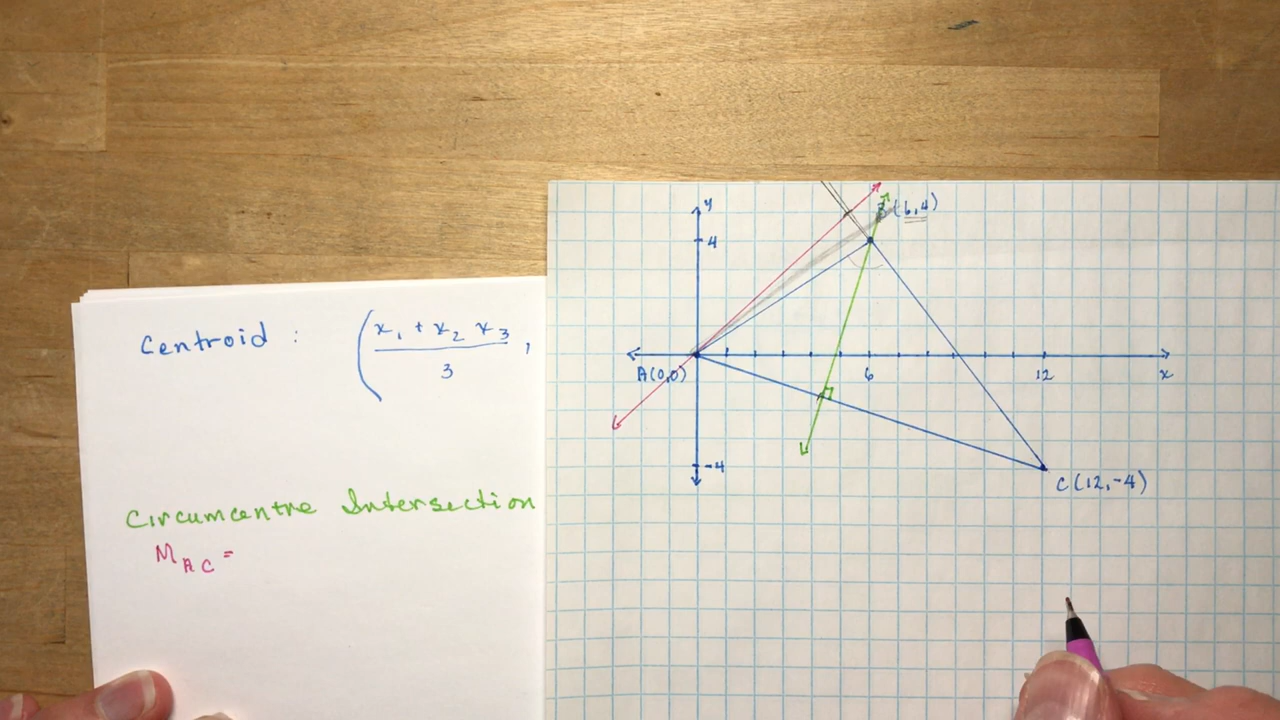 Centroid : (x₁ + x₂ x₃ / 3 ,
Circumcentre Intersection
M_AC =
y
B(6,4)
4
A(0,0)
6
12
x
-4
C(12,-4)